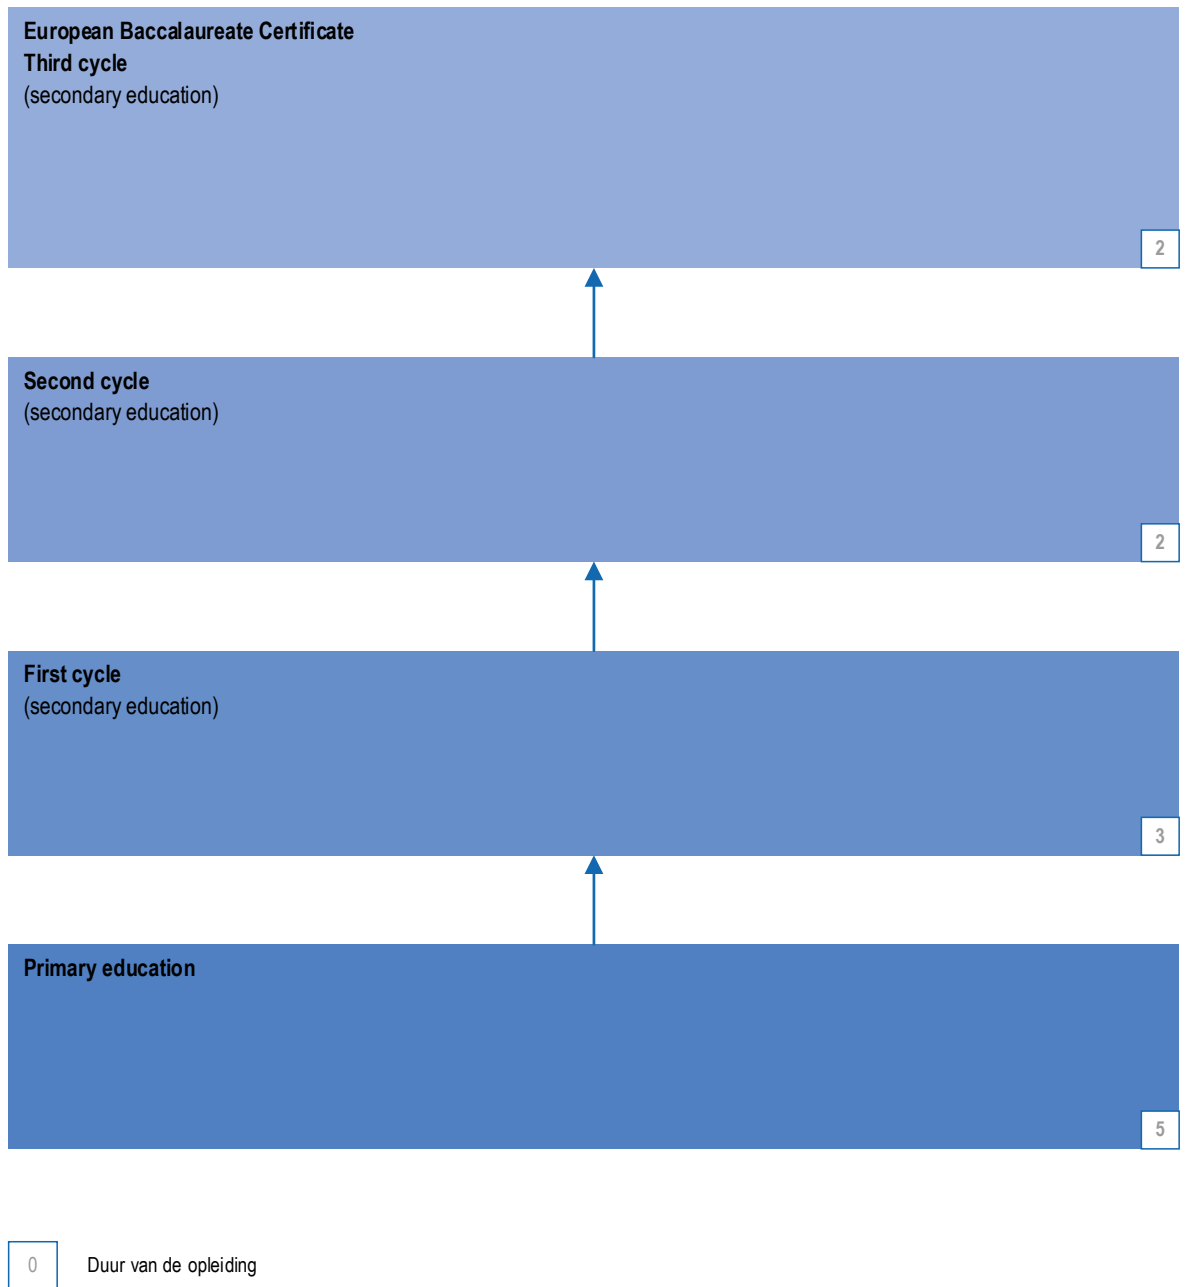 European Baccalaureate Certificate
Third cycle
(secondary education)
2
Second cycle
(secondary education)
2
First cycle
(secondary education)
3
Primary education
5
0 Duur van de opleiding